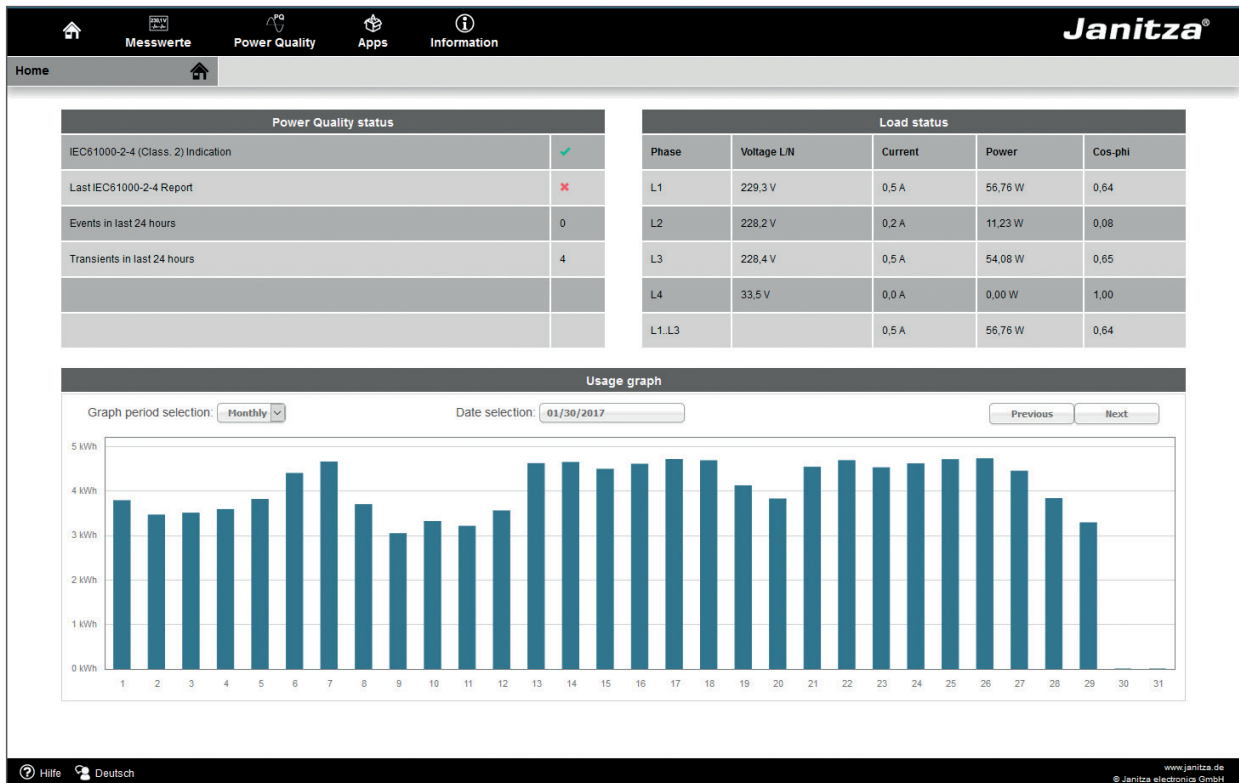 230,1V
PQ
Messwerte Power Quality Apps Information
Janitza®
Home
Power Quality status
IEC61000-2-4 (Class. 2) Indication
Last IEC61000-2-4 Report
Events in last 24 hours 0
Transients in last 24 hours 4
Load status
Phase Voltage L/N Current Power Cos-phi
L1 229,3 V 0,5 A 56,76 W 0,64
L2 228,2 V 0,2 A 11,23 W 0,08
L3 228,4 V 0,5 A 54,08 W 0,65
L4 33,5 V 0,0 A 0,00 W 1,00
L1..L3 0,5 A 56,76 W 0,64
Usage graph
Graph period selection: Monthly Date selection: 01/30/2017 Previous Next
5 kWh
4 kWh
3 kWh
2 kWh
1 kWh
0 kWh
1 2 3 4 5 6 7 8 9 10 11 12 13 14 15 16 17 18 19 20 21 22 23 24 25 26 27 28 29 30 31
Hilfe Deutsch
www.janitza.de
© Janitza electronics GmbH